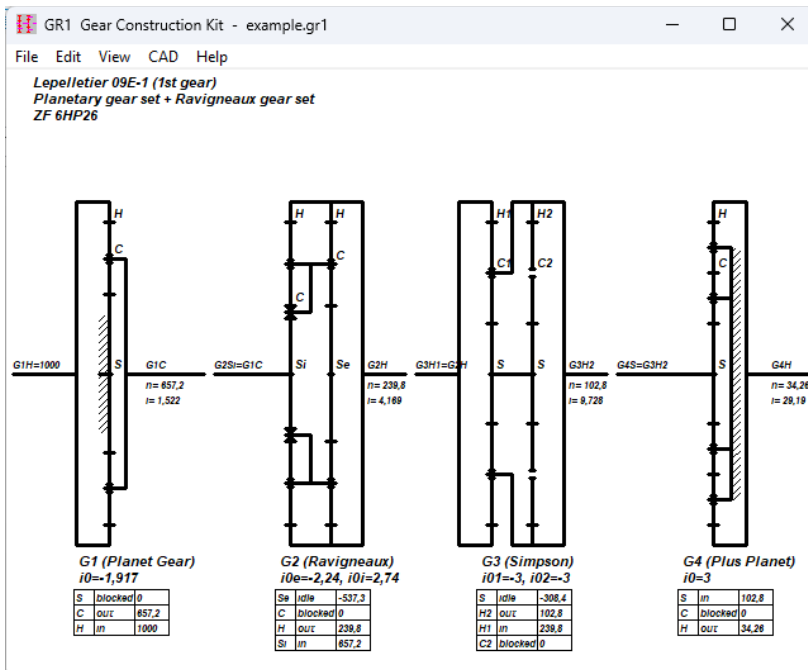 GR1 Gear Construction Kit - example.gr1
File Edit View CAD Help
Lepelletier 09E-1 (1st gear)
Planetary gear set + Ravigneaux gear set
ZF 6HP26
H H H H1 H2 H
C C C1 C2 C
C
G1H=1000 S G1C G2Si=G1C Si Se G2H G3H1=G2H S S G3H2 G4S=G3H2 S G4H
n= 657,2 n= 239,8 n= 102,8 n= 34,26
i= 1,522 i= 4,169 i= 9,728 i= 29,19
G1 (Planet Gear) G2 (Ravigneaux) G3 (Simpson) G4 (Plus Planet)
i0=-1,917 i0e=-2,24, i0i=2,74 i01=-3, i02=-3 i0=3
S blocked 0 Se idle -537,3 S idle -308,4 S in 102,8
C out 657,2 C blocked 0 H2 out 102,8 C blocked 0
H in 1000 H out 239,8 H1 in 239,8 H out 34,26
Si in 657,2 C2 blocked 0